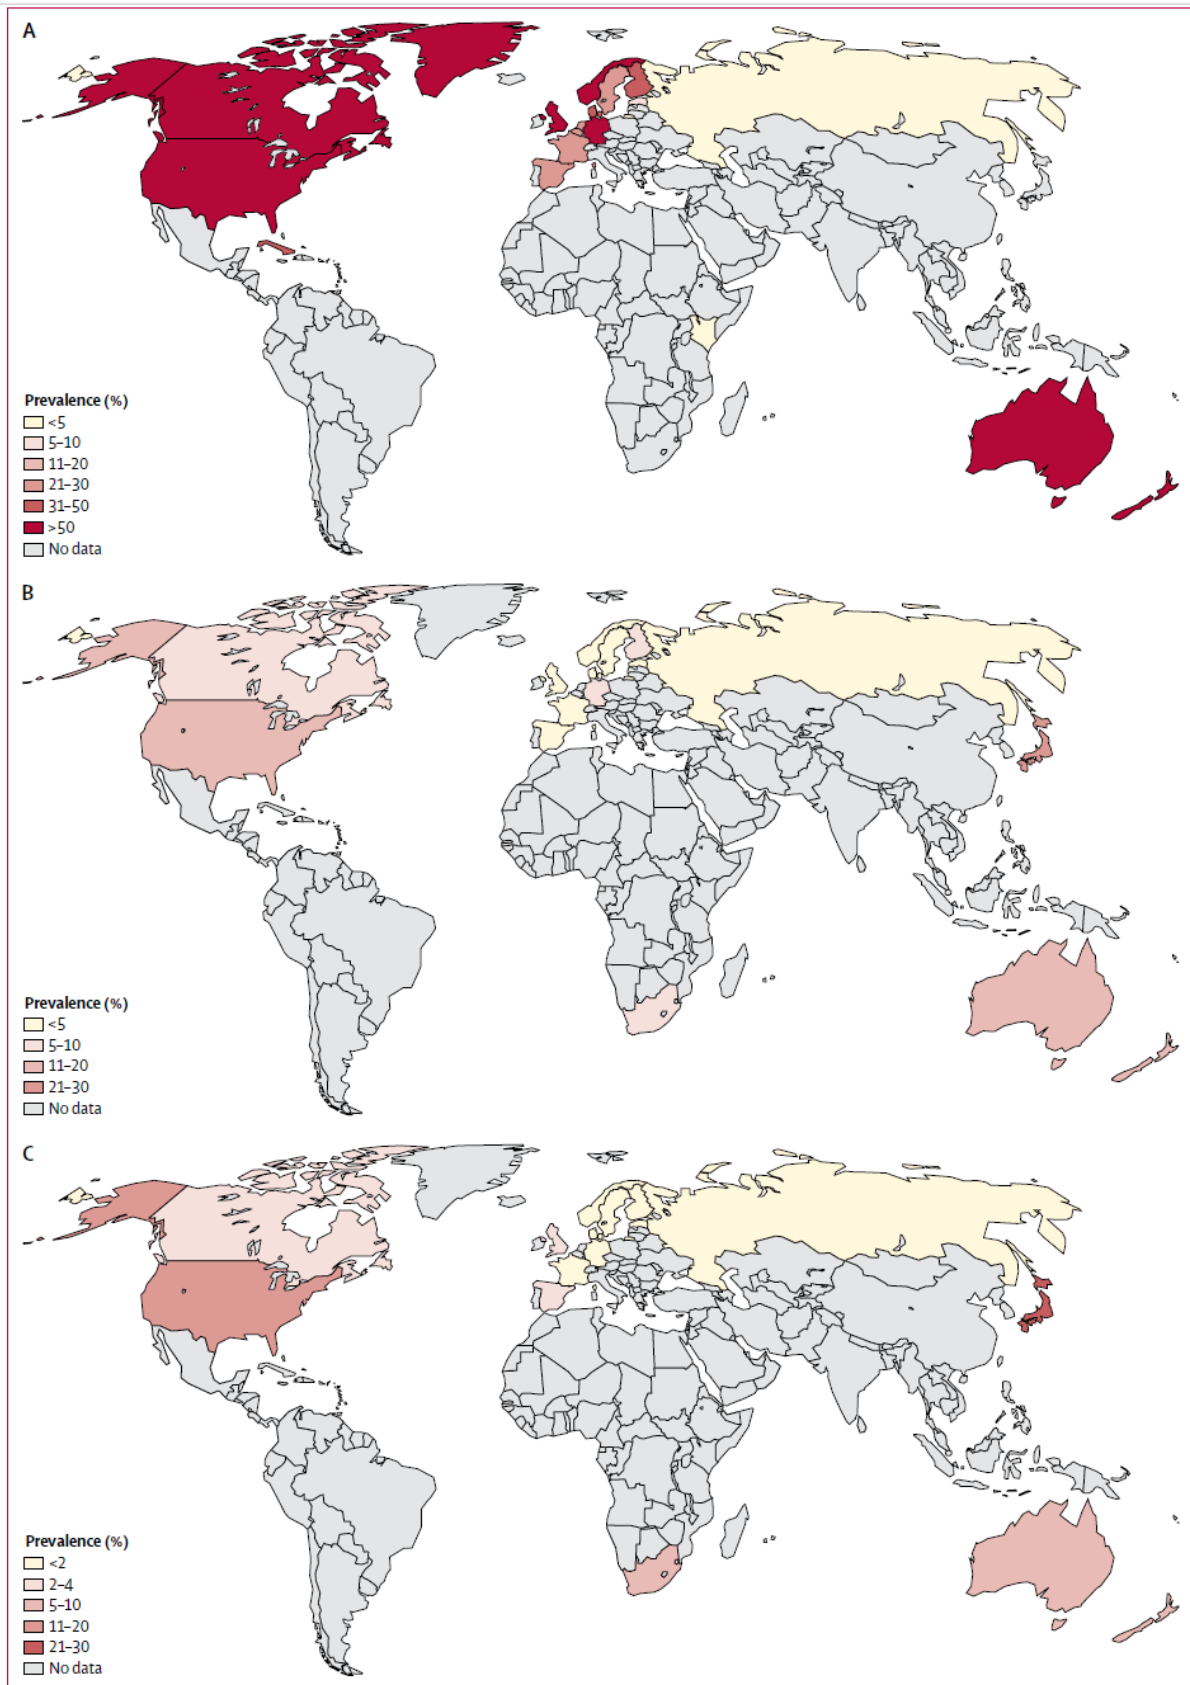 A
Prevalence (%)
<5
5–10
11–20
21–30
31–50
>50
No data
B
Prevalence (%)
<5
5–10
11–20
21–30
No data
C
Prevalence (%)
<2
2–4
5–10
11–20
21–30
No data